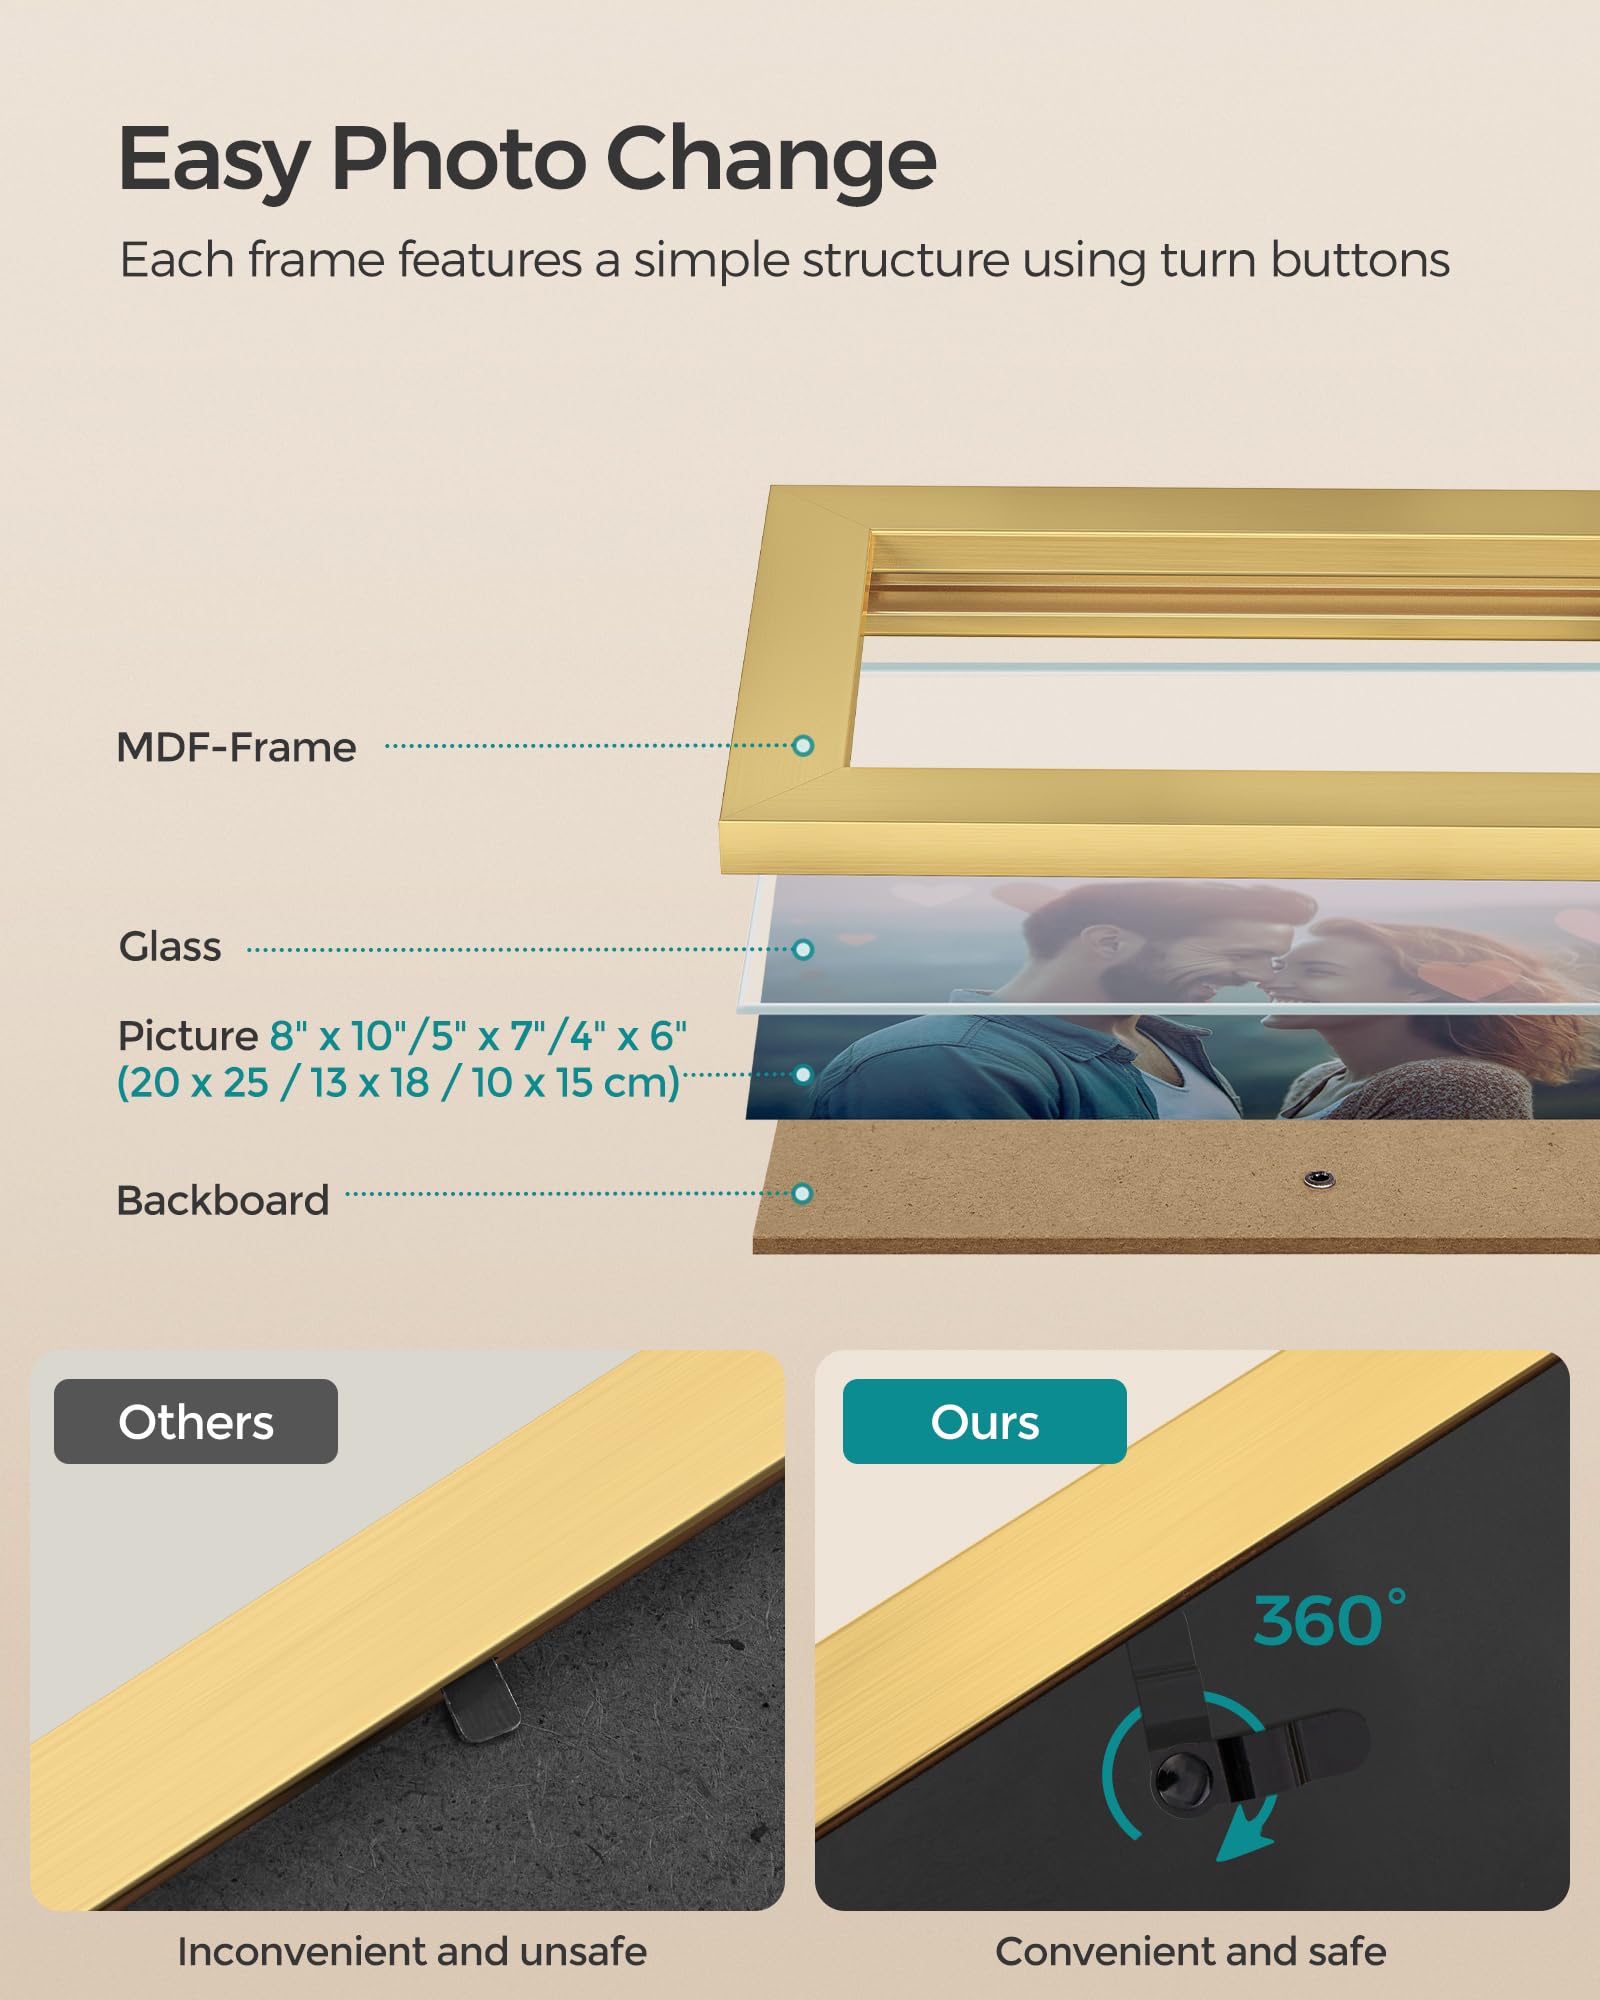 Easy Photo Change
Each frame features a simple structure using turn buttons
MDF-Frame
Glass
Picture 8" x 10"/5" x 7"/4" x 6"
(20 x 25 / 13 x 18 / 10 x 15 cm)
Backboard
Others
Ours
360°
Inconvenient and unsafe
Convenient and safe